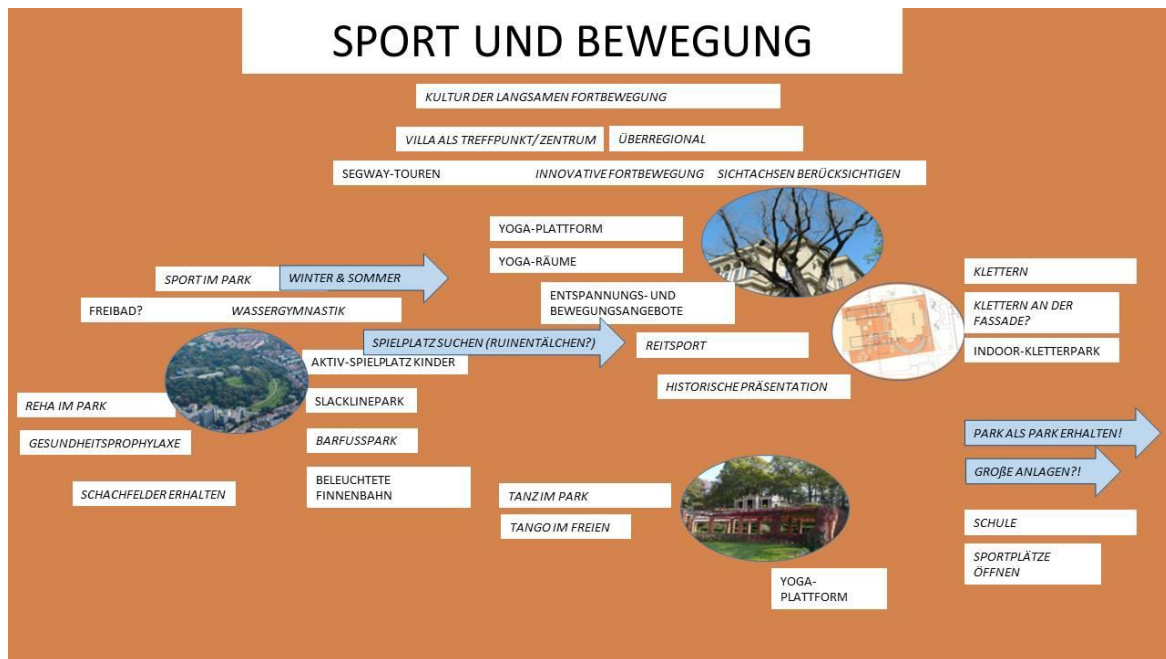 SPORT UND BEWEGUNG
KULTUR DER LANGSAMEN FORTBEWEGUNG
VILLA ALS TREFFPUNKT/ZENTRUM
ÜBERREGIONAL
SEGWAY-TOUREN
INNOVATIVE FORTBEWEGUNG
SICHTACHSEN BERÜCKSICHTIGEN
YOGA-PLATTFORM
YOGA-RÄUME
ENTSPANNUNGS- UND
BEWEGUNGSANGEBOTE
SPORT IM PARK
WINTER & SOMMER
FREIBAD?
WASSERGYMNASTIK
SPIELPLATZ SUCHEN (RUINENTÄLCHEN?)
REITSPORT
HISTORISCHE PRÄSENTATION
AKTIV-SPIELPLATZ KINDER
SLACKLINEPARK
BARFUSSPARK
BELEUCHTETE
FINNENBAHN
REHA IM PARK
GESUNDHEITSPROPHYLAXE
SCHACHFELDER ERHALTEN
TANZ IM PARK
TANGO IM FREIEN
YOGA-
PLATTFORM
KLETTERN
KLETTERN AN DER
FASSADE?
INDOOR-KLETTERPARK
PARK ALS PARK ERHALTEN!
GROßE ANLAGEN?!
SCHULE
SPORTPLÄTZE
ÖFFNEN